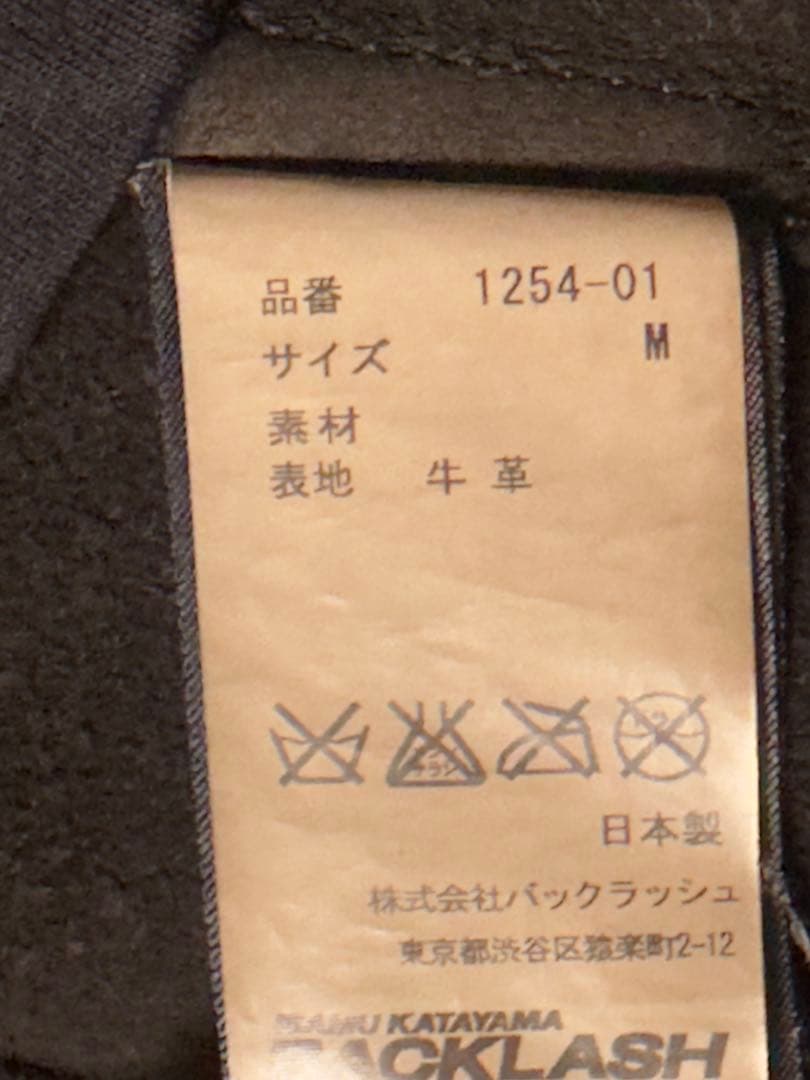 品番 1254-01
サイズ M
素材
表地 牛革
日本製
株式会社バックラッシュ
東京都渋谷区猿楽町2-12
KATAYAMA
BACKLASH